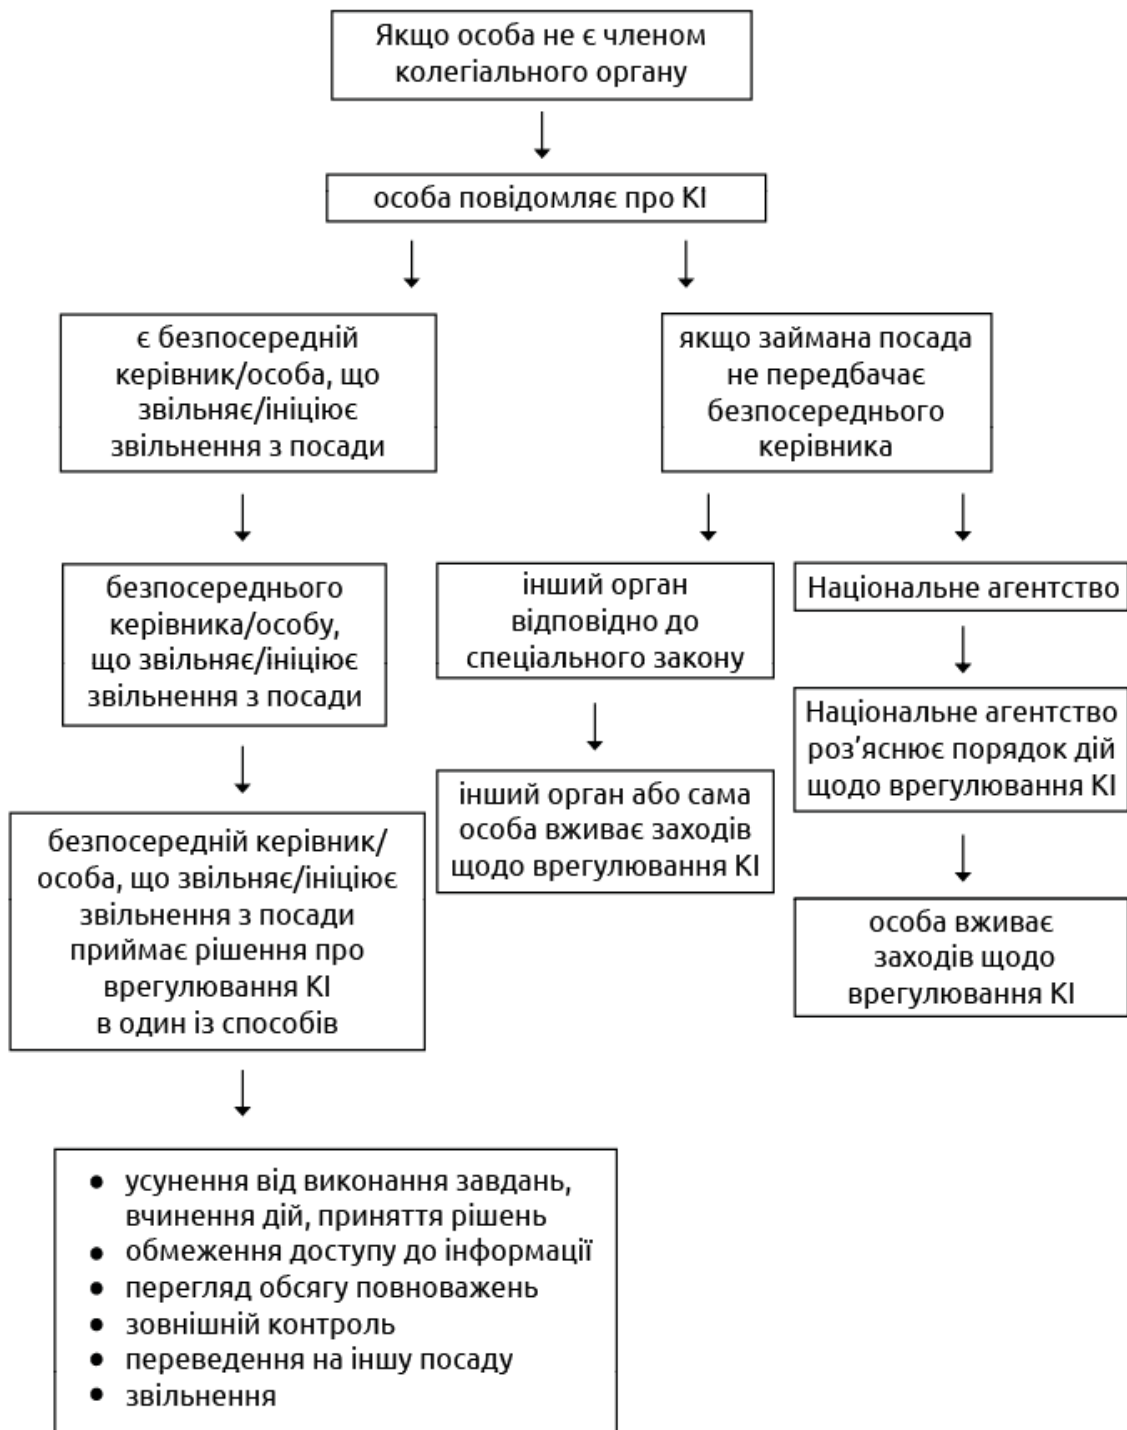 Якщо особа не є членом
колегіального органу
особа повідомляє про КІ
є безпосередній
керівник/особа, що
звільняє/ініціює
звільнення з посади
якщо займана посада
не передбачає
безпосереднього
керівника
безпосереднього
керівника/особу,
що звільняє/ініціює
звільнення з посади
інший орган
відповідно до
спеціального закону
Національне агентство
безпосередній керівник/
особа, що звільняє/ініціює
звільнення з посади
приймає рішення про
врегулювання КІ
в один із способів
інший орган або сама
особа вживає заходів
щодо врегулювання КІ
Національне агентство
роз’яснює порядок дій
щодо врегулювання КІ
особа вживає
заходів щодо
врегулювання КІ
● усунення від виконання завдань,
вчинення дій, прийняття рішень
● обмеження доступу до інформації
● перегляд обсягу повноважень
● зовнішній контроль
● переведення на іншу посаду
● звільнення